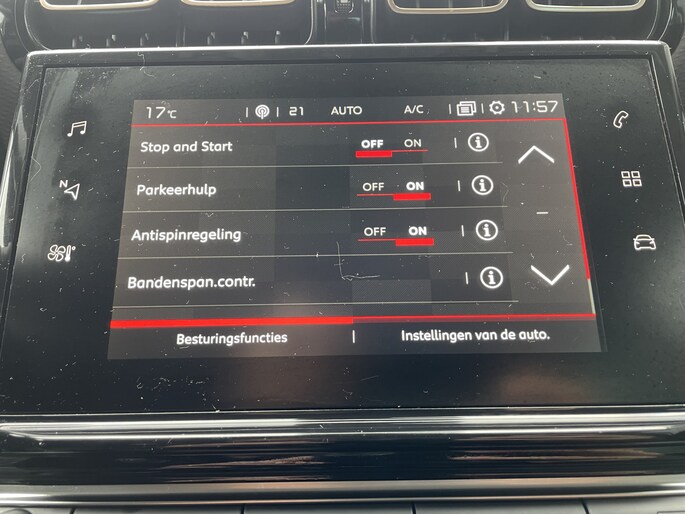 17°C 21 AUTO A/C 11:57
Stop and Start OFF ON i
Parkeerhulp OFF ON i
Antispinregeling OFF ON i
Bandenspan.contr. i
Besturingsfuncties Instellingen van de auto.
N